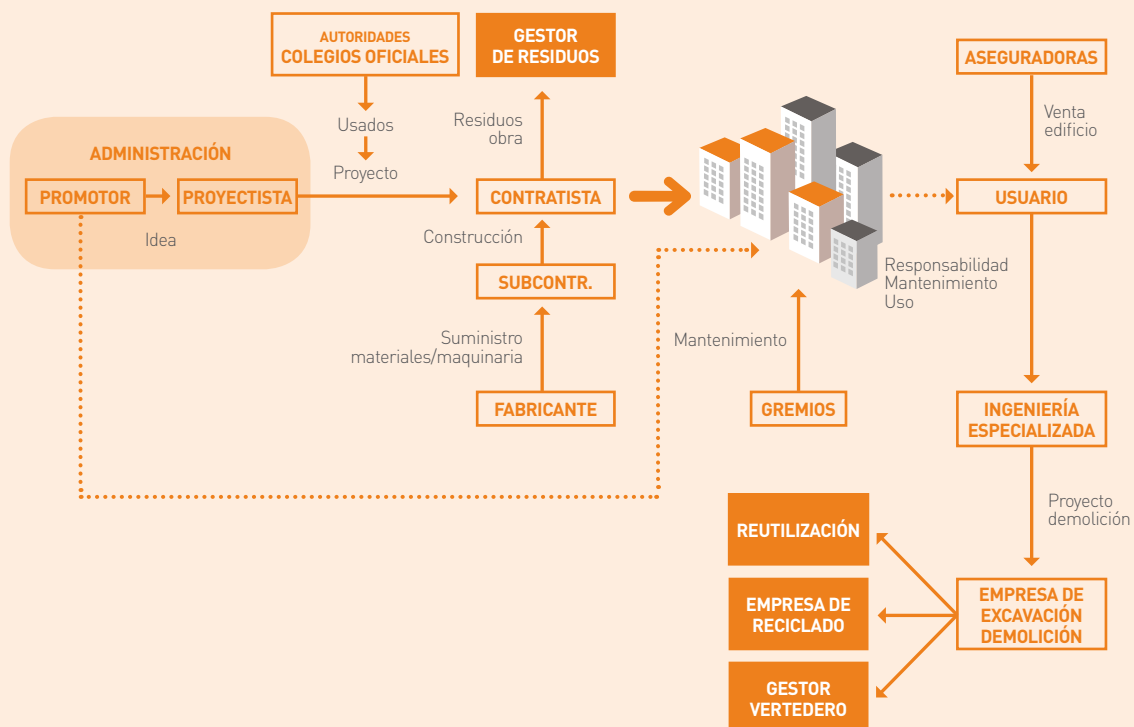 AUTORIDADES
COLEGIOS OFICIALES
GESTOR
DE RESIDUOS
ASEGURADORAS
Usados
Residuos
obra
Venta
edificio
ADMINISTRACIÓN
Proyecto
PROMOTOR
PROYECTISTA
CONTRATISTA
USUARIO
Idea
Construcción
Responsabilidad
Mantenimiento
Uso
SUBCONTR.
Suministro
materiales/maquinaria
Mantenimiento
FABRICANTE
GREMIOS
INGENIERÍA
ESPECIALIZADA
Proyecto
demolición
REUTILIZACIÓN
EMPRESA DE
RECICLADO
EMPRESA DE
EXCAVACIÓN
DEMOLICIÓN
GESTOR
VERTEDERO